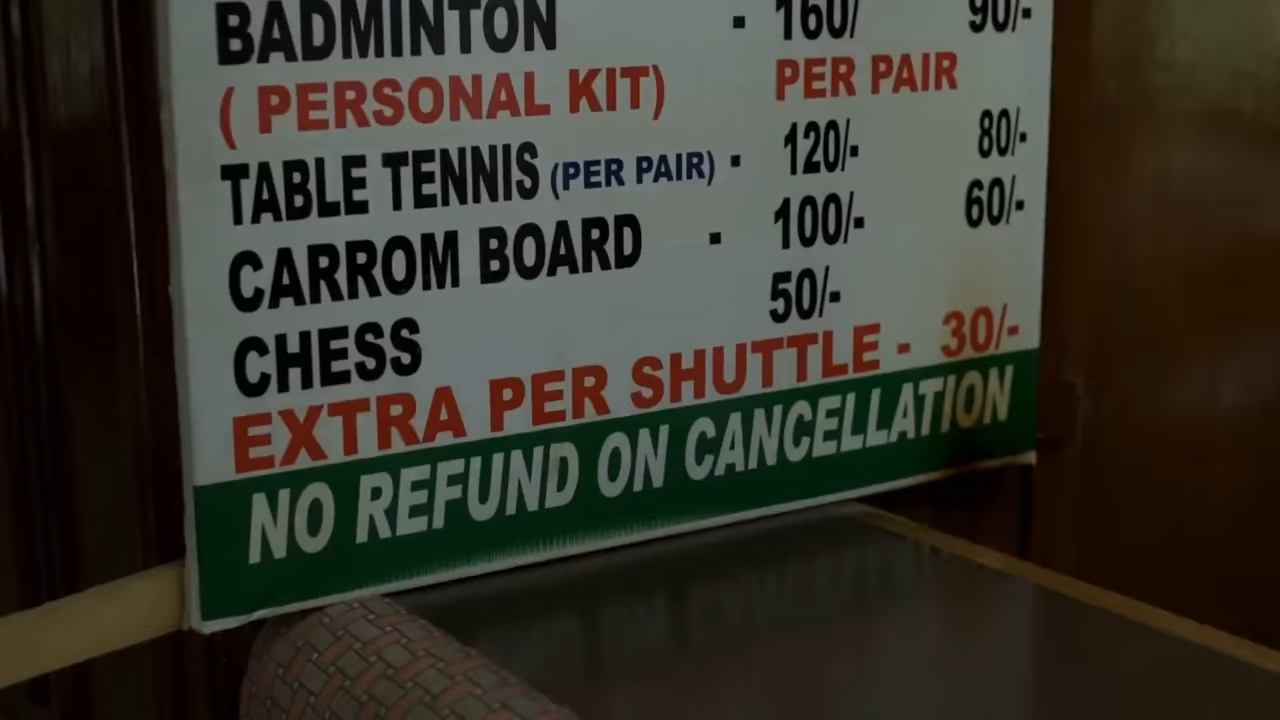 BADMINTON - 160/ 90/-
( PERSONAL KIT) PER PAIR
TABLE TENNIS (PER PAIR) - 120/- 80/-
CARROM BOARD - 100/- 60/-
CHESS 50/-
EXTRA PER SHUTTLE - 30/-
NO REFUND ON CANCELLATION